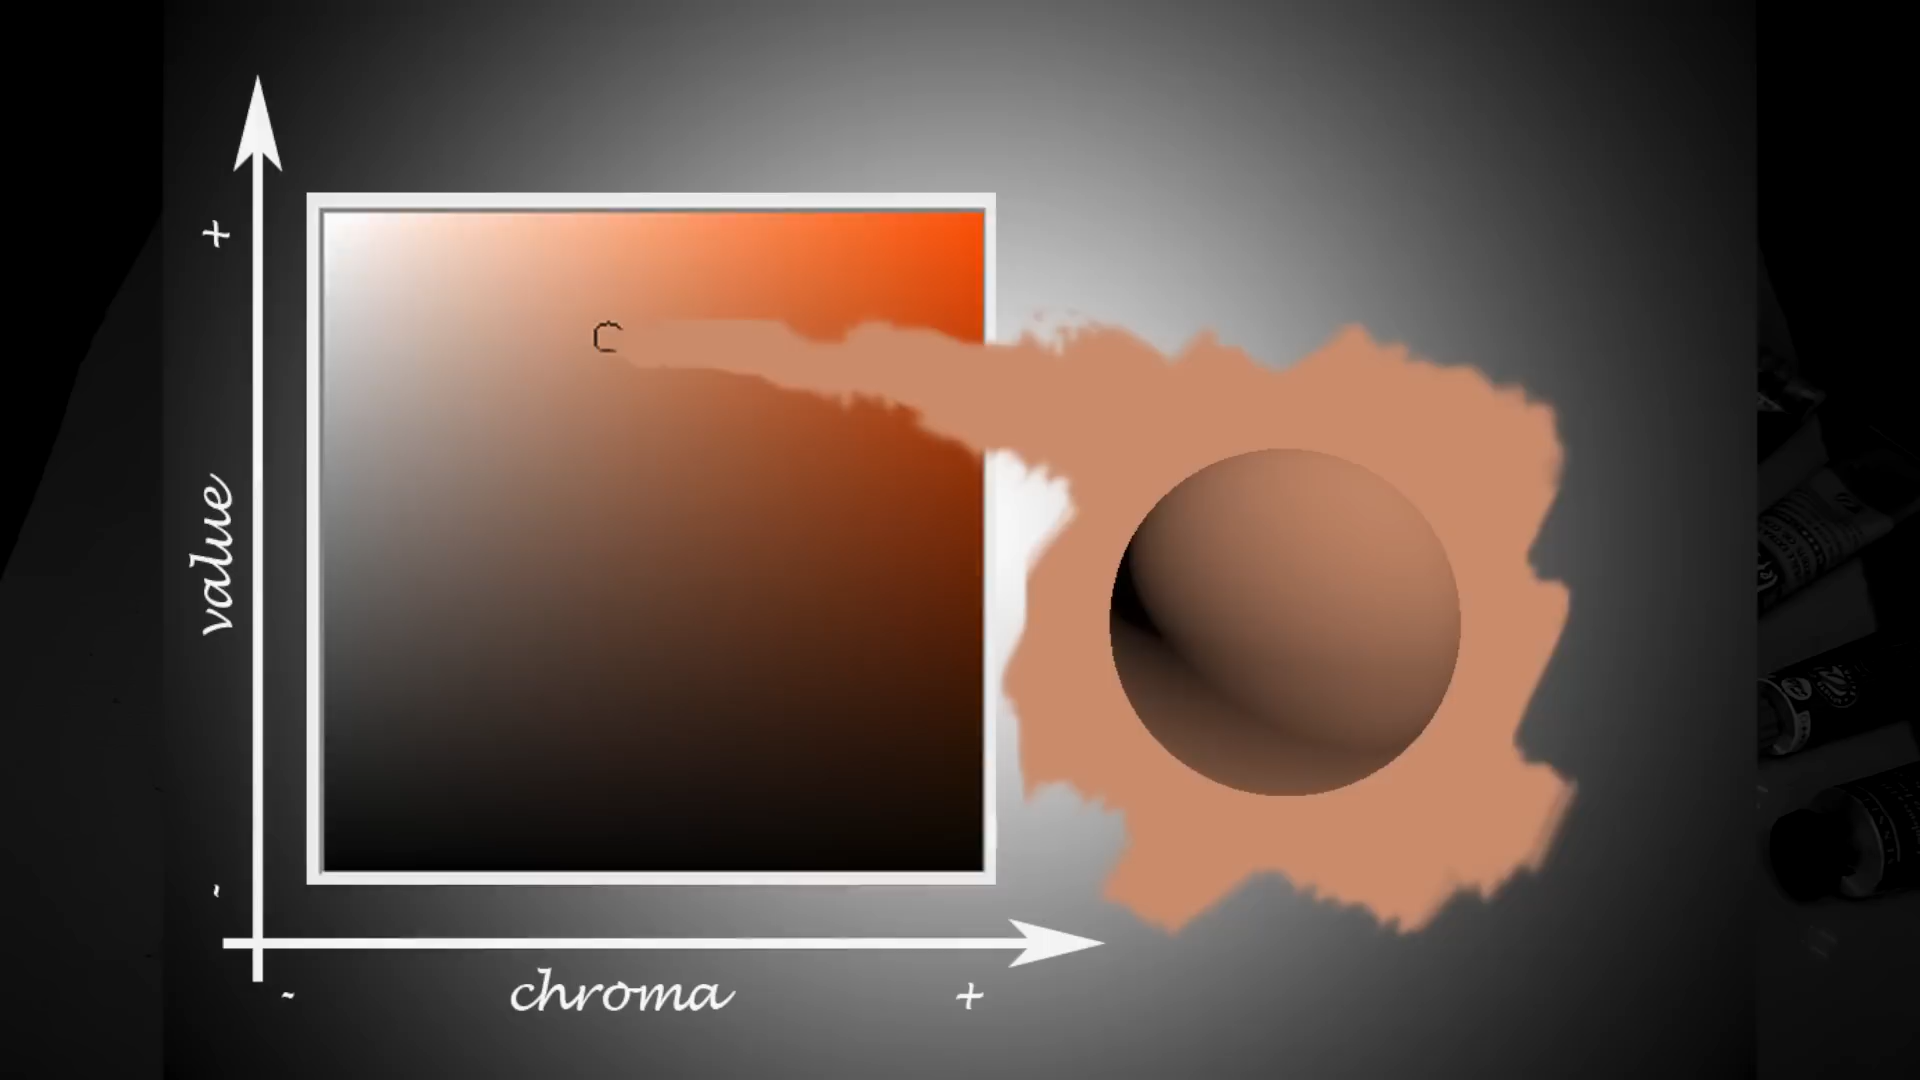 +
value
-
-
chroma
+